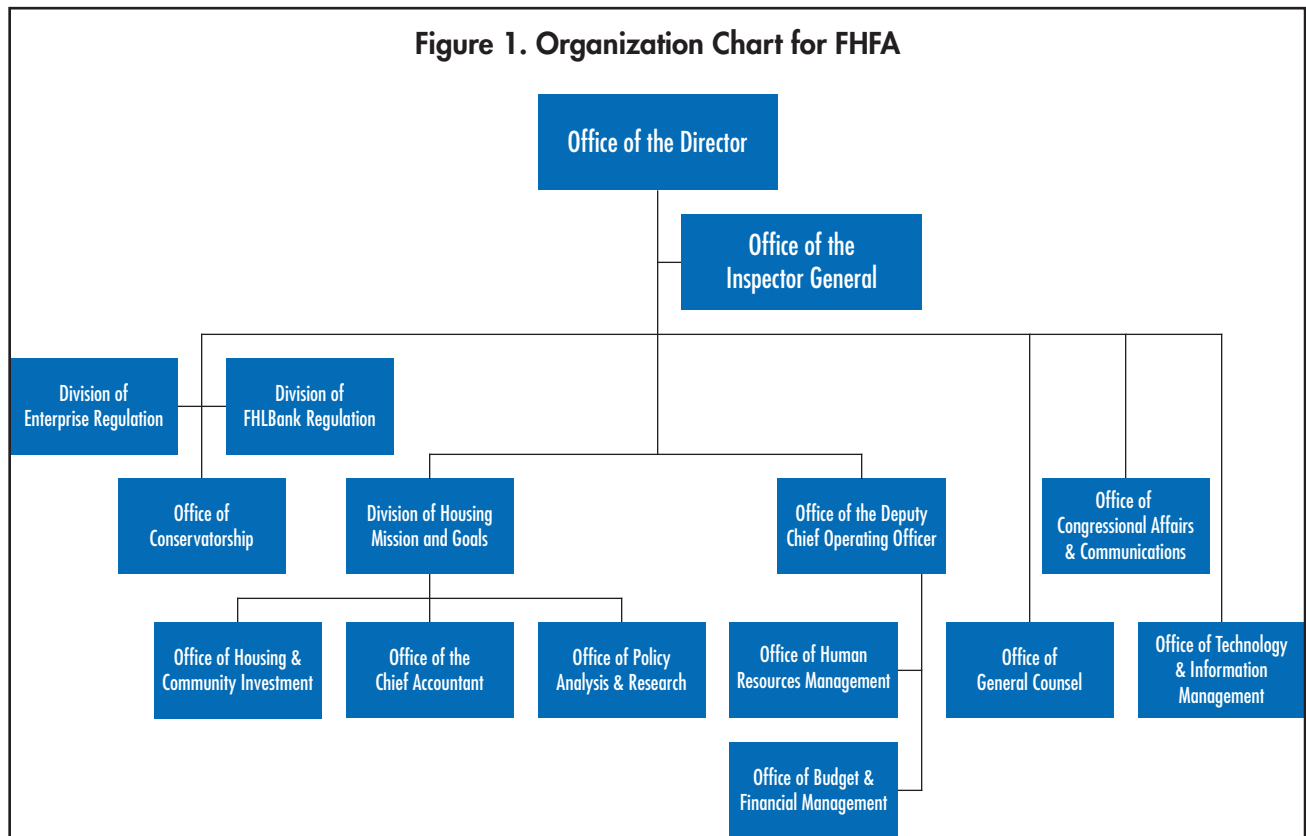 Figure 1. Organization Chart for FHFA
Office of the Director
Office of the
Inspector General
Division of
Enterprise Regulation
Division of
FHLBank Regulation
Office of
Conservatorship
Division of Housing
Mission and Goals
Office of the Deputy
Chief Operating Officer
Office of
Congressional Affairs
& Communications
Office of Housing &
Community Investment
Office of the
Chief Accountant
Office of Policy
Analysis & Research
Office of Human
Resources Management
Office of
General Counsel
Office of Technology
& Information
Management
Office of Budget &
Financial Management